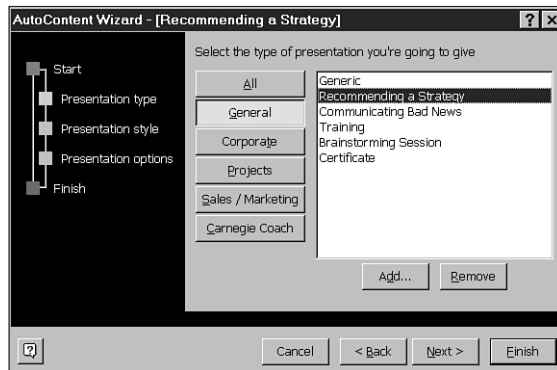 AutoContent Wizard - [Recommending a Strategy]
? x
Select the type of presentation you're going to give
Start
Presentation type
Presentation style
Presentation options
Finish
All
General
Corporate
Projects
Sales / Marketing
Carnegie Coach
Generic
Recommending a Strategy
Communicating Bad News
Training
Brainstorming Session
Certificate
Add... Remove
? Cancel < Back Next > Finish